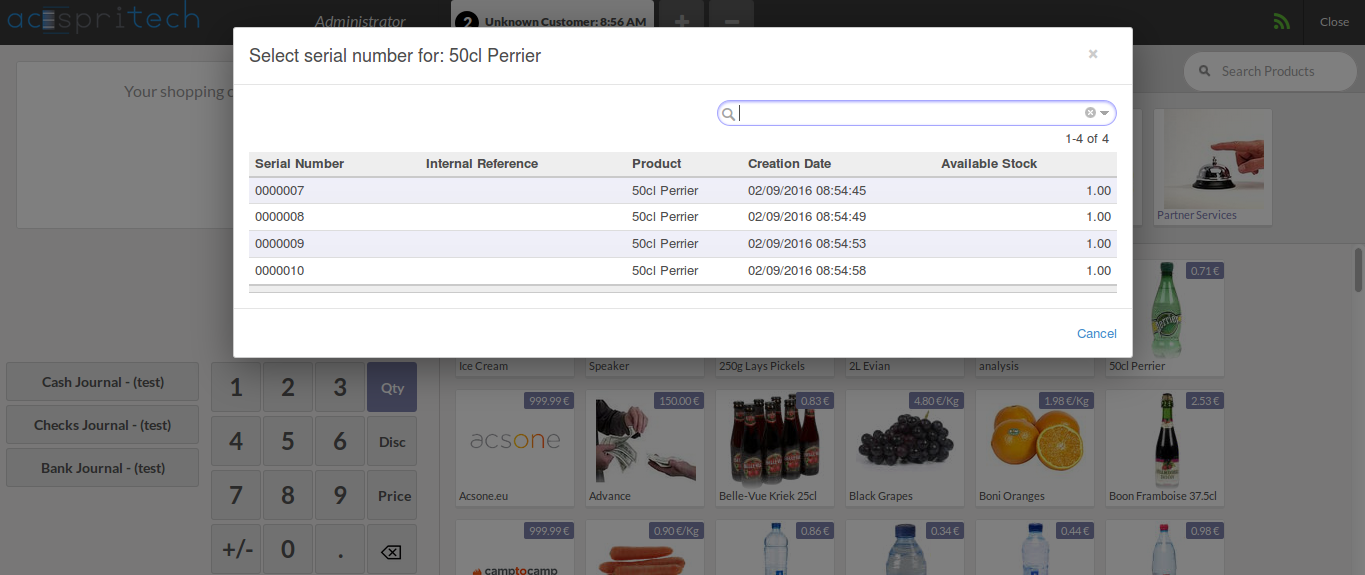 acespritech
Administrator
2 Unknown Customer: 8:56 AM
+
−
Close
Select serial number for: 50cl Perrier
×
Your shopping c
Search Products
1-4 of 4
Serial Number Internal Reference Product Creation Date Available Stock
0000007 50cl Perrier 02/09/2016 08:54:45 1.00
0000008 50cl Perrier 02/09/2016 08:54:49 1.00
0000009 50cl Perrier 02/09/2016 08:54:53 1.00
0000010 50cl Perrier 02/09/2016 08:54:58 1.00
Cancel
Partner Services
0.71 €
Perrier
Ice Cream Speaker 250g Lays Pickels 2L Evian analysis 50cl Perrier
Cash Journal - (test)
Checks Journal - (test)
Bank Journal - (test)
1 2 3 Qty
4 5 6 Disc
7 8 9 Price
+/- 0 .
999.99 € 150.00 € 0.83 € 4.80 €/Kg 1.98 €/Kg 2.53 €
acsone
Acsone.eu Advance Belle-Vue Kriek 25cl Black Grapes Boni Oranges Boon Framboise 37.5cl
999.99 € 0.90 €/Kg 0.86 € 0.34 € 0.44 € 0.98 €
camptocamp